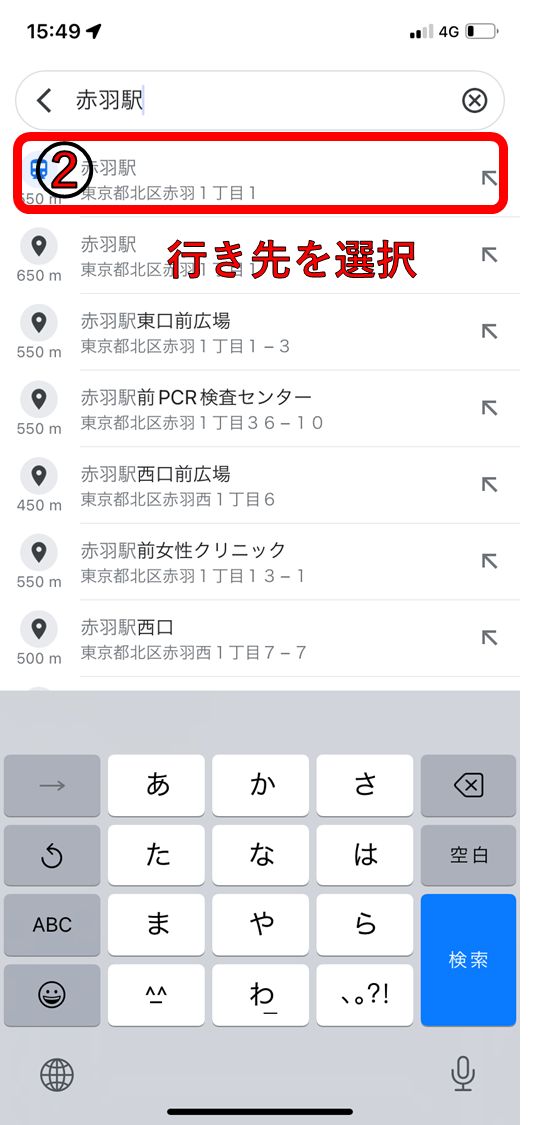 15:49
4G
赤羽駅
②
赤羽駅
550 m
東京都北区赤羽1丁目1
赤羽駅
行き先を選択
650 m
東京都北区赤羽1丁目1
赤羽駅東口前広場
東京都北区赤羽1丁目1−3
550 m
赤羽駅前PCR検査センター
東京都北区赤羽1丁目36−10
550 m
赤羽駅西口前広場
東京都北区赤羽西1丁目6
450 m
赤羽駅前女性クリニック
東京都北区赤羽1丁目13−1
550 m
赤羽駅西口
東京都北区赤羽西1丁目7−7
500 m
→ あ か さ
た な は 空白
ABC ま や ら
検索
^^ わ_ 、。?!